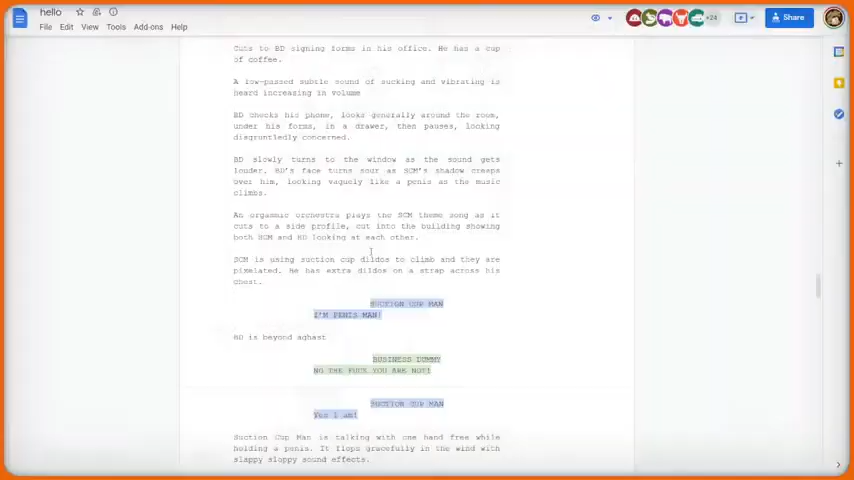 hello
File Edit View Tools Add-ons Help
+24
Share
Cuts to BD signing forms in his office. He has a cup
of coffee.
A low-passed subtle sound of sucking and vibrating is
heard increasing in volume
BD checks his phone, looks generally around the room,
under his forms, in a drawer, then pauses, looking
disgruntledly concerned.
BD slowly turns to the window as the sound gets
louder. BD's face turns sour as SCM's shadow creeps
over him, looking vaguely like a penis as the music
climbs.
An orgasmic orchestra plays the SCM theme song as it
cuts to a side profile, cut into the building showing
both SCM and BD looking at each other.
SCM is using suction cup dildos to climb and they are
pixelated. He has extra dildos on a strap across his
chest.
SUCTION CUP MAN
I'M PENIS MAN!
BD is beyond aghast
BUSINESS DUMMY
NO THE FUCK YOU ARE NOT!
SUCTION CUP MAN
Yes I am!
Suction Cup Man is talking with one hand free while
holding a penis. It flops gracefully in the wind with
slappy sloppy sound effects.